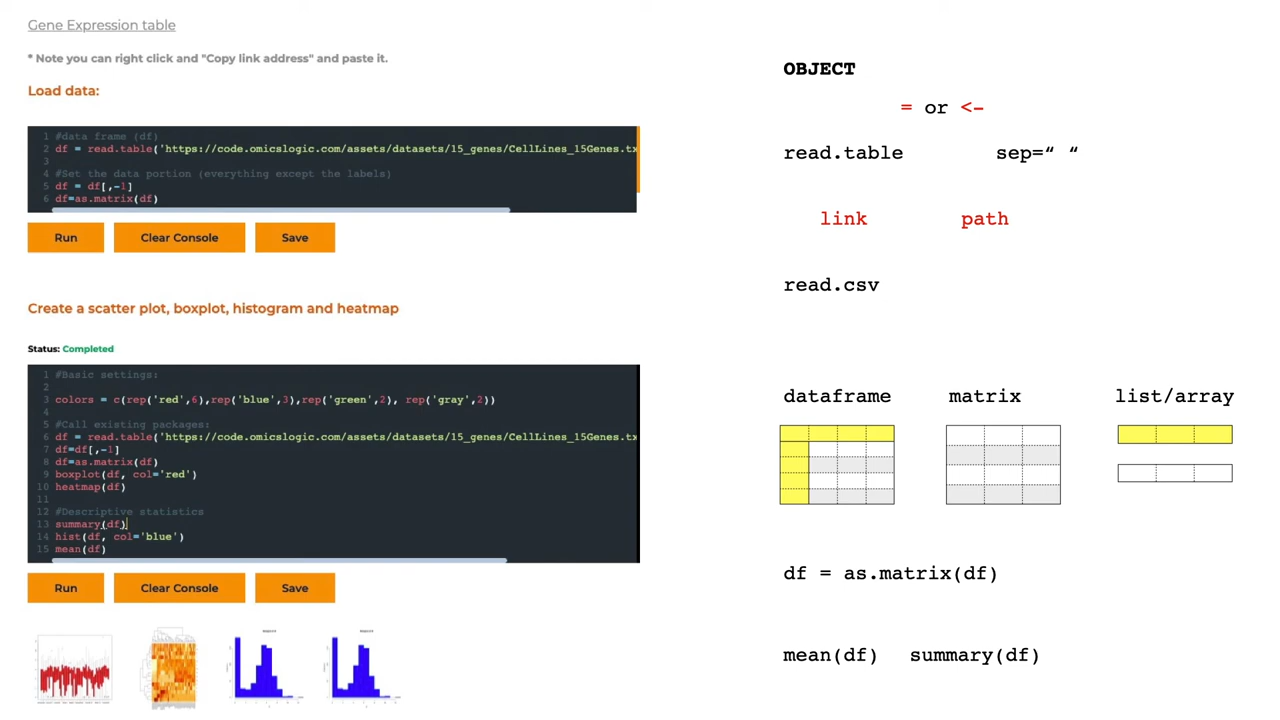 Gene Expression table
* Note you can right click and "Copy link address" and paste it.
Load data:
1 #data frame (df)
2 df = read.table('https://code.omicslogic.com/assets/datasets/15_genes/CellLines_15Genes.tx
3
4 #Set the data portion (everything except the labels)
5 df = df[,-1]
6 df=as.matrix(df)
Run Clear Console Save
Create a scatter plot, boxplot, histogram and heatmap
Status: Completed
1 #Basic settings:
2
3 colors = c(rep('red',6),rep('blue',3),rep('green',2), rep('gray',2))
4
5 #Call existing packages:
6 df = read.table('https://code.omicslogic.com/assets/datasets/15_genes/CellLines_15Genes.tx
7 df=df[,-1]
8 df=as.matrix(df)
9 boxplot(df, col='red')
10 heatmap(df)
11
12 #Descriptive statistics
13 summary(df)
14 hist(df, col='blue')
15 mean(df)
Run Clear Console Save
OBJECT
= or <-
read.table sep=“ “
link path
read.csv
dataframe matrix list/array
df = as.matrix(df)
mean(df) summary(df)